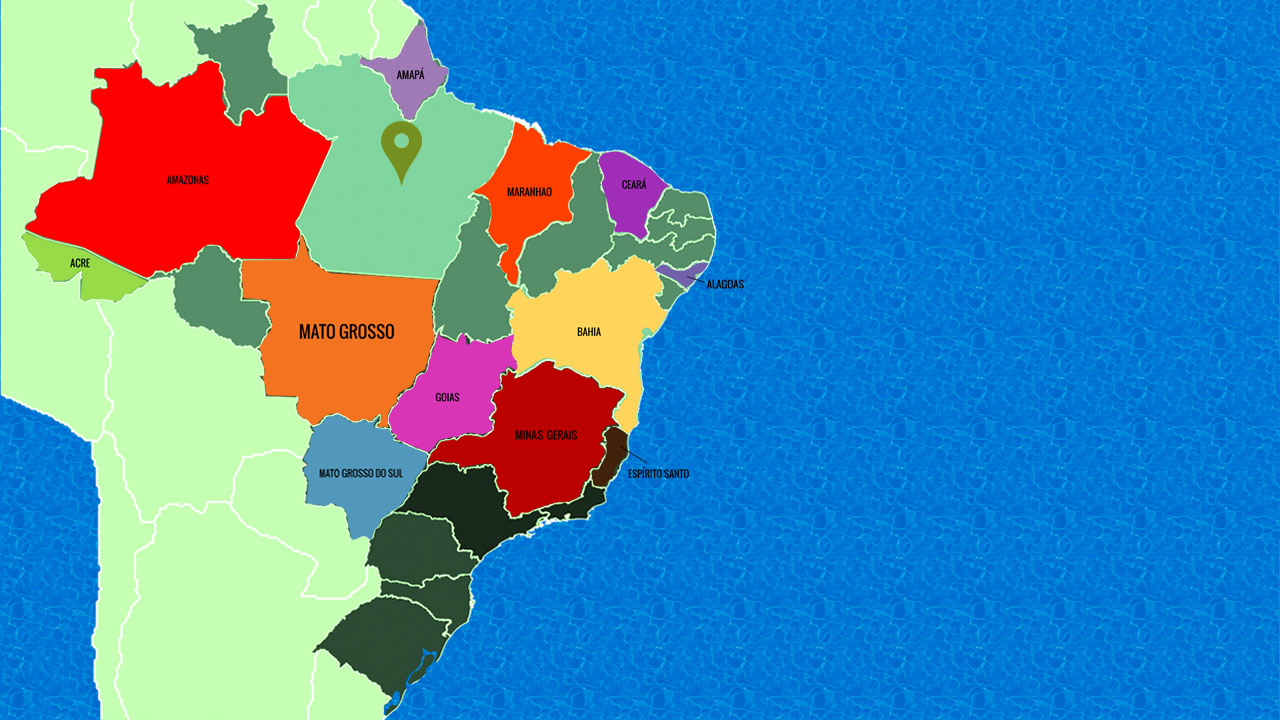 AMAPÁ
AMAZONAS
MARANHAO
CEARÁ
ACRE
ALAGOAS
MATO GROSSO
BAHIA
GOIAS
MINAS GERAIS
MATO GROSSO DO SUL
ESPÍRITO SANTO